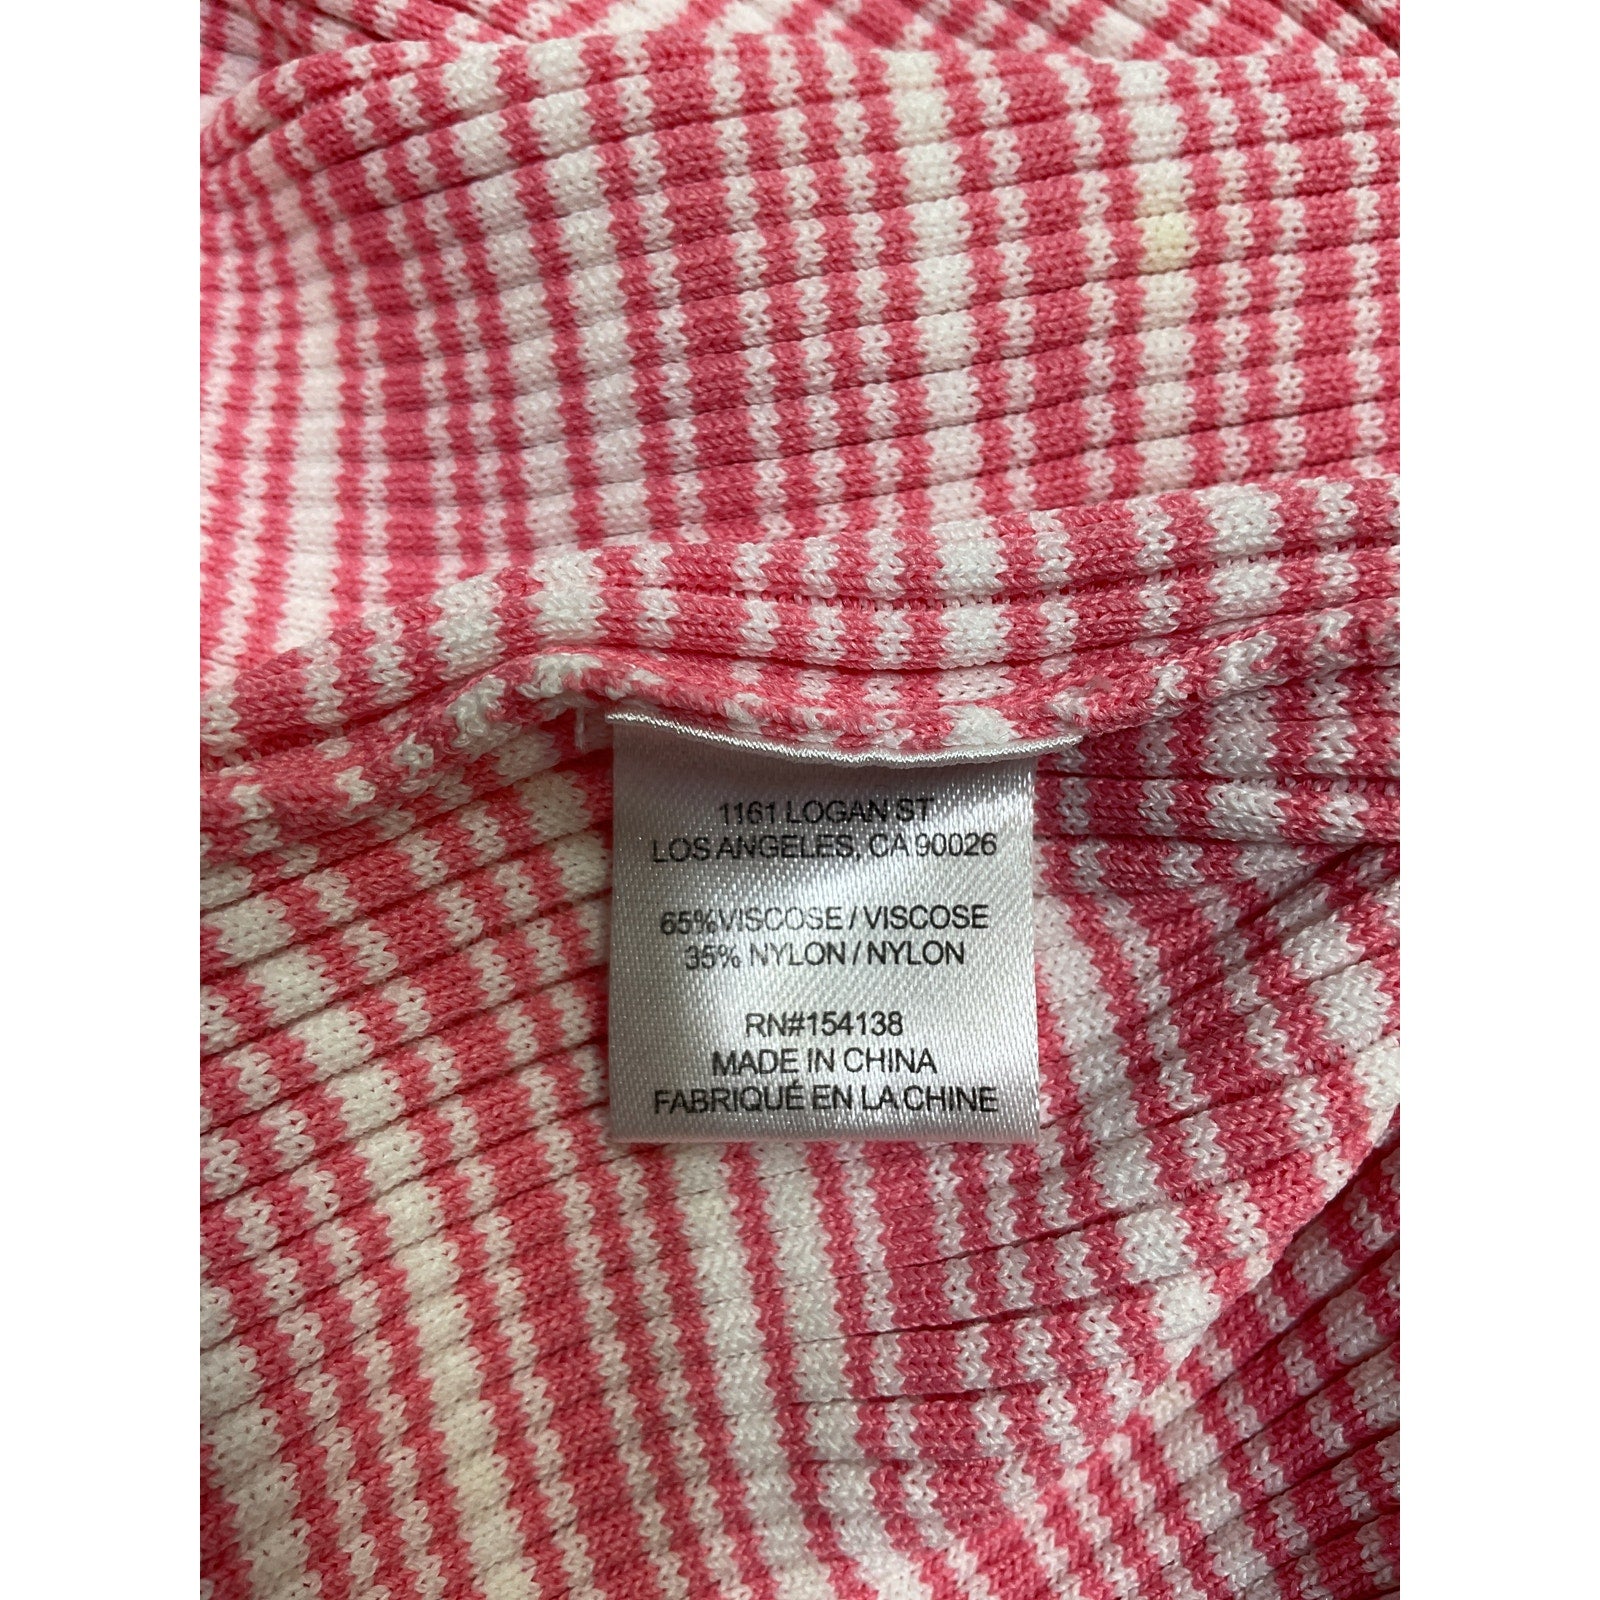 1161 LOGAN ST
LOS ANGELES, CA 90026
65%VISCOSE / VISCOSE
35% NYLON / NYLON
RN#154138
MADE IN CHINA
FABRIQUÉ EN LA CHINE